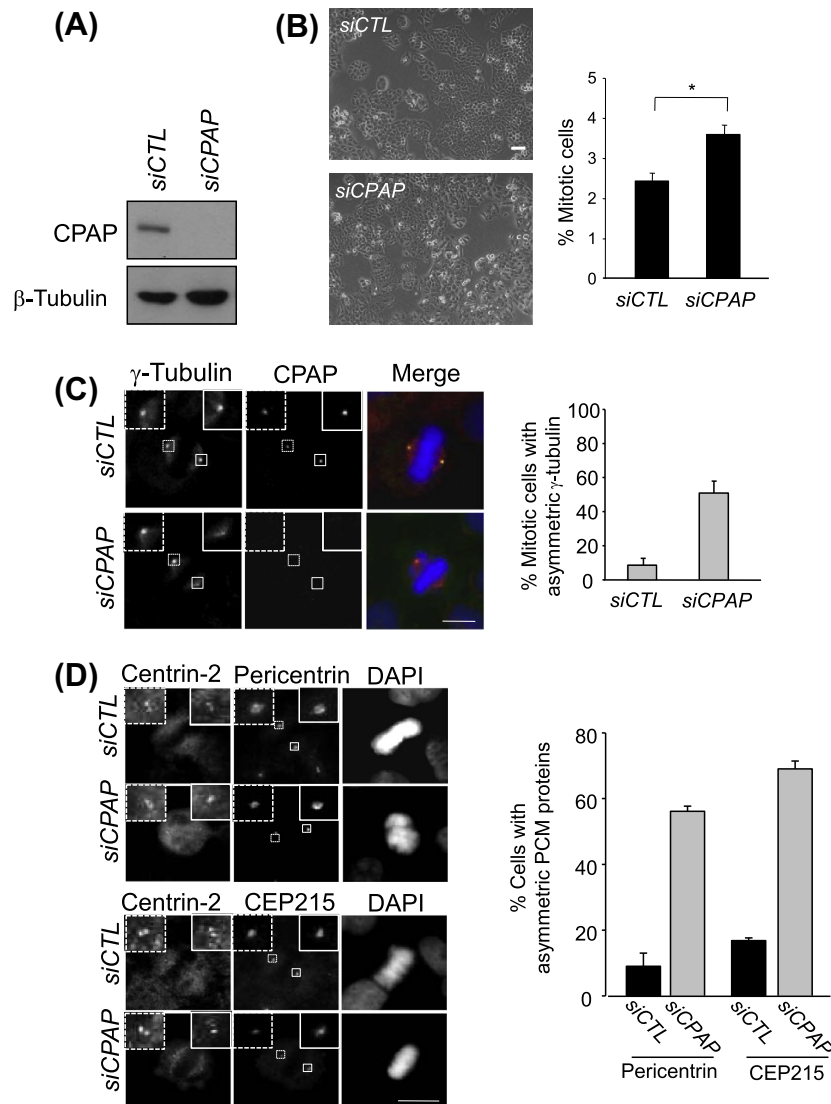 (A)
siCTL
siCPAP
CPAP
β-Tubulin
(B)
siCTL
siCPAP
% Mitotic cells
5
4
3
2
1
0
*
siCTL siCPAP
(C)
γ-Tubulin CPAP Merge
siCTL
siCPAP
% Mitotic cells with
asymmetric γ-tubulin
100
80
60
40
20
0
siCTL siCPAP
(D)
Centrin-2 Pericentrin DAPI
siCTL
siCPAP
Centrin-2 CEP215 DAPI
siCTL
siCPAP
% Cells with
asymmetric PCM proteins
80
60
40
20
0
siCTL
siCPAP
siCTL
siCPAP
Pericentrin CEP215